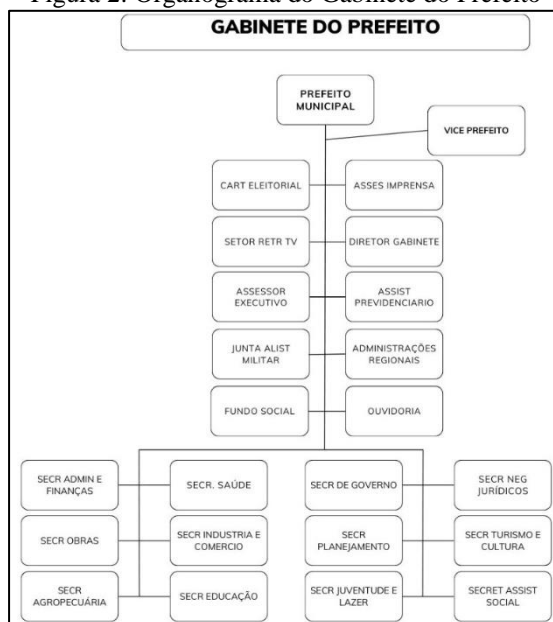 Figura 2: Organograma do Gabinete do Prefeito
GABINETE DO PREFEITO
PREFEITO
MUNICIPAL
VICE PREFEITO
CART ELEITORIAL
ASSES IMPRENSA
SETOR RETR TV
DIRETOR GABINETE
ASSESSOR
EXECUTIVO
ASSIST
PREVIDENCIARIO
JUNTA ALIST
MILITAR
ADMINISTRAÇÕES
REGIONAIS
FUNDO SOCIAL
OUVIDORIA
SECR ADMIN E
FINANÇAS
SECR. SAÚDE
SECR DE GOVERNO
SECR NEG
JURÍDICOS
SECR OBRAS
SECR INDUSTRIA E
COMERCIO
SECR
PLANEJAMENTO
SECR TURISMO E
CULTURA
SECR
AGROPECUÁRIA
SECR EDUCAÇÃO
SECR JUVENTUDE E
LAZER
SECRET ASSIST
SOCIAL